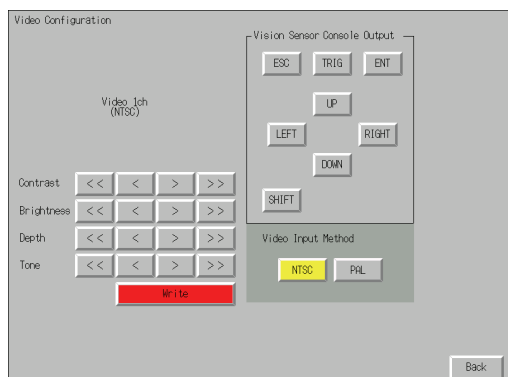 Video Configuration
Vision Sensor Console Output
ESC TRIG ENT
UP
LEFT RIGHT
DOWN
SHIFT
Video 1ch
(NTSC)
Contrast << < > >>
Brightness << < > >>
Depth << < > >>
Tone << < > >>
Write
Video Input Method
NTSC PAL
Back